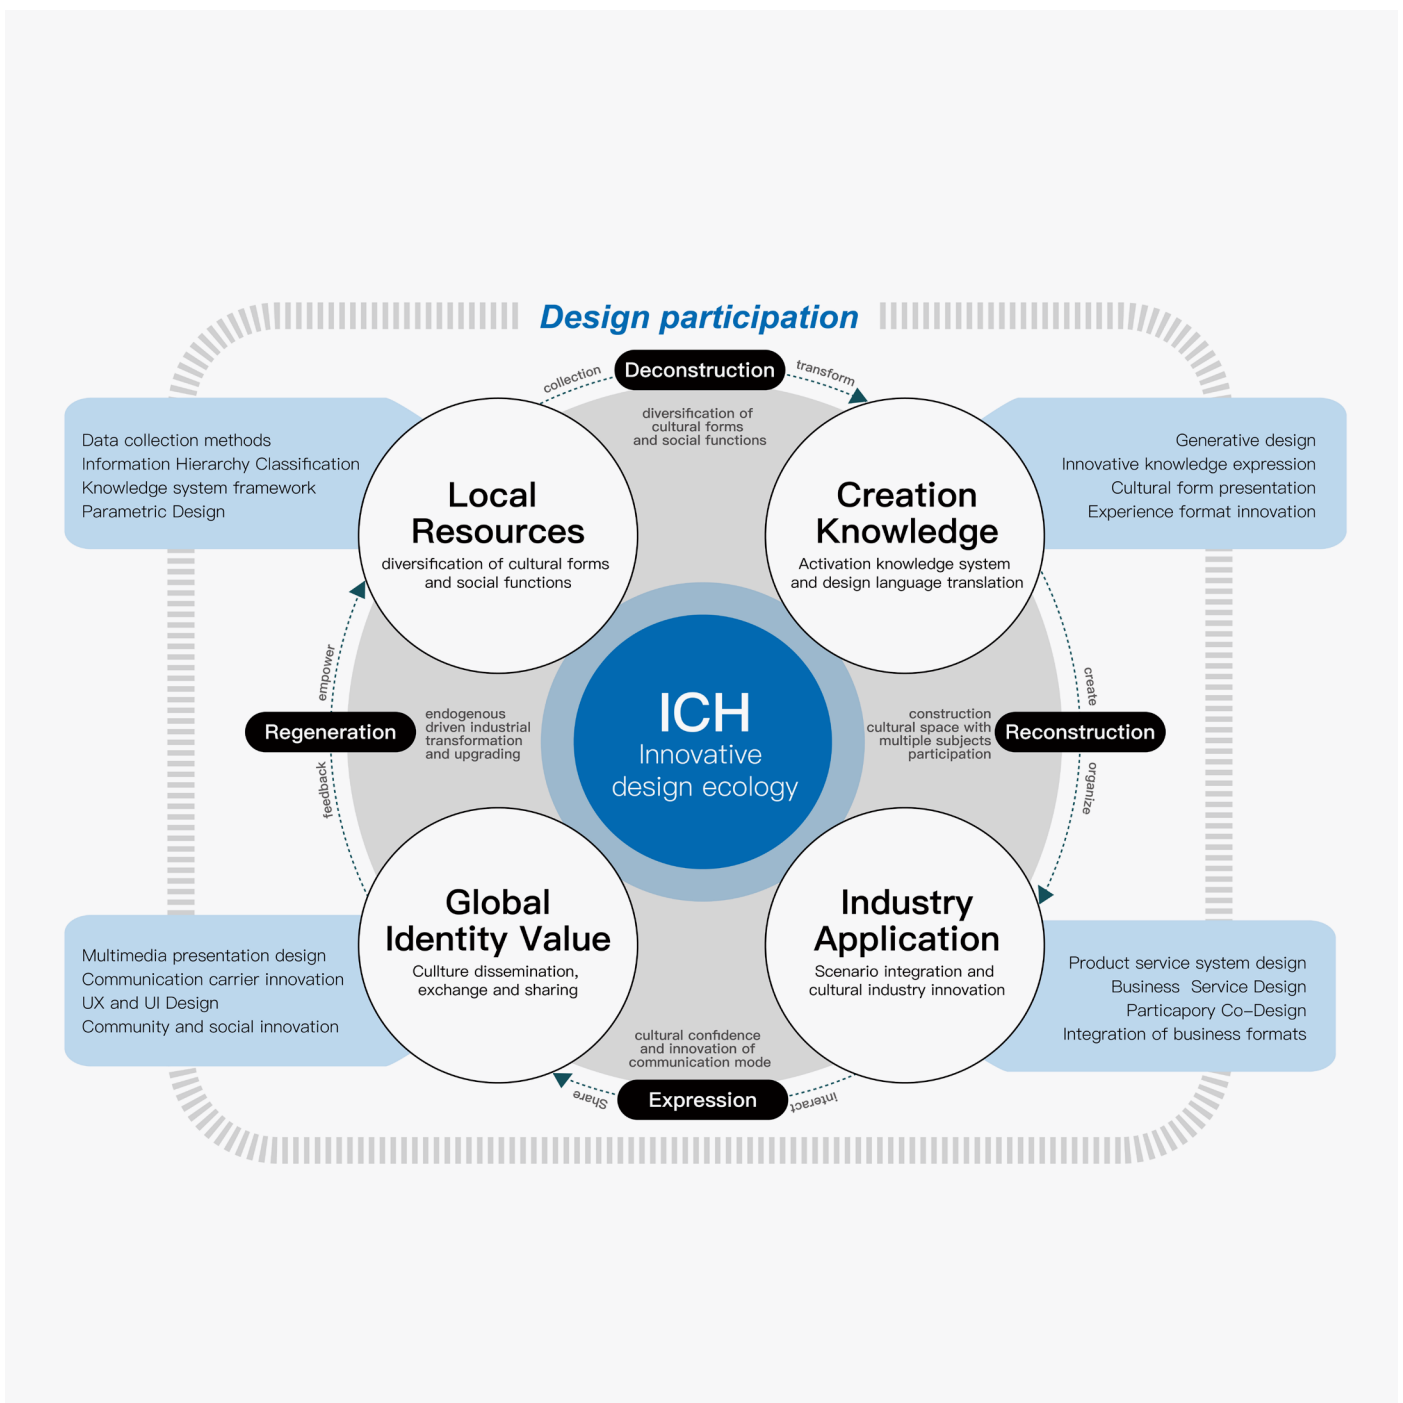 Design participation
collection
Deconstruction
transform
diversification of
cultural forms
and social functions
Data collection methods
Information Hierarchy Classification
Knowledge system framework
Parametric Design
Local
Resources
diversification of cultural forms
and social functions
Creation
Knowledge
Activation knowledge system
and design language translation
Generative design
Innovative knowledge expression
Cultural form presentation
Experience format innovation
empower
Regeneration
feedback
endogenous
driven industrial
transformation
and upgrading
ICH
Innovative
design ecology
construction
cultural space with
multiple subjects
participation
create
Reconstruction
organize
Multimedia presentation design
Communication carrier innovation
UX and UI Design
Community and social innovation
Global
Identity Value
Culture dissemination,
exchange and sharing
Industry
Application
Scenario integration and
cultural industry innovation
Product service system design
Business  Service Design
Particapory Co-Design
Integration of business formats
cultural confidence
and innovation of
communication mode
Share
Expression
interact